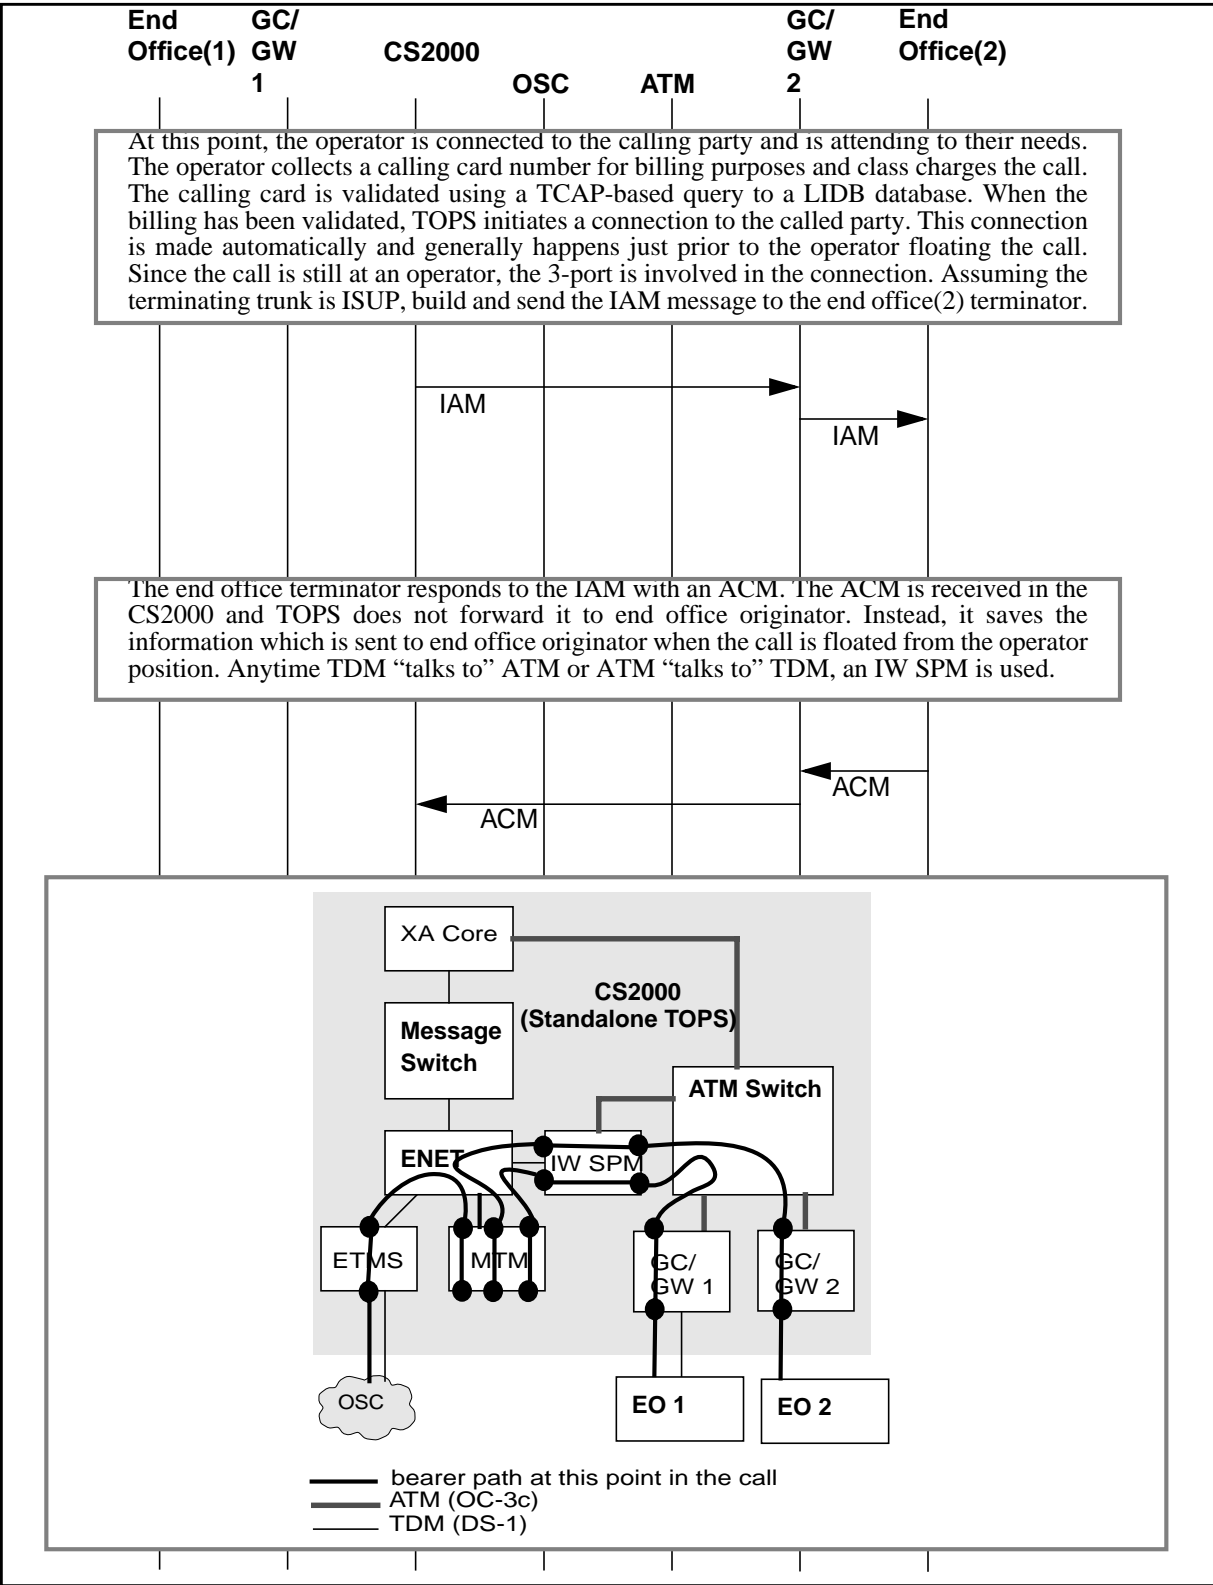 End Office(1)
GC/ GW 1
CS2000
OSC
ATM
GC/ GW 2
End Office(2)
At this point, the operator is connected to the calling party and is attending to their needs.
The operator collects a calling card number for billing purposes and class charges the call.
The calling card is validated using a TCAP-based query to a LIDB database. When the
billing has been validated, TOPS initiates a connection to the called party. This connection
is made automatically and generally happens just prior to the operator floating the call.
Since the call is still at an operator, the 3-port is involved in the connection. Assuming the
terminating trunk is ISUP, build and send the IAM message to the end office(2) terminator.
IAM
IAM
The end office terminator responds to the IAM with an ACM. The ACM is received in the
CS2000 and TOPS does not forward it to end office originator. Instead, it saves the
information which is sent to end office originator when the call is floated from the operator
position. Anytime TDM “talks to” ATM or ATM “talks to” TDM, an IW SPM is used.
ACM
ACM
XA Core
CS2000
(Standalone TOPS)
Message
Switch
ATM Switch
ENET
IW SPM
ETMS
MTM
GC/
GW 1
GC/
GW 2
OSC
EO 1
EO 2
bearer path at this point in the call
ATM (OC-3c)
TDM (DS-1)